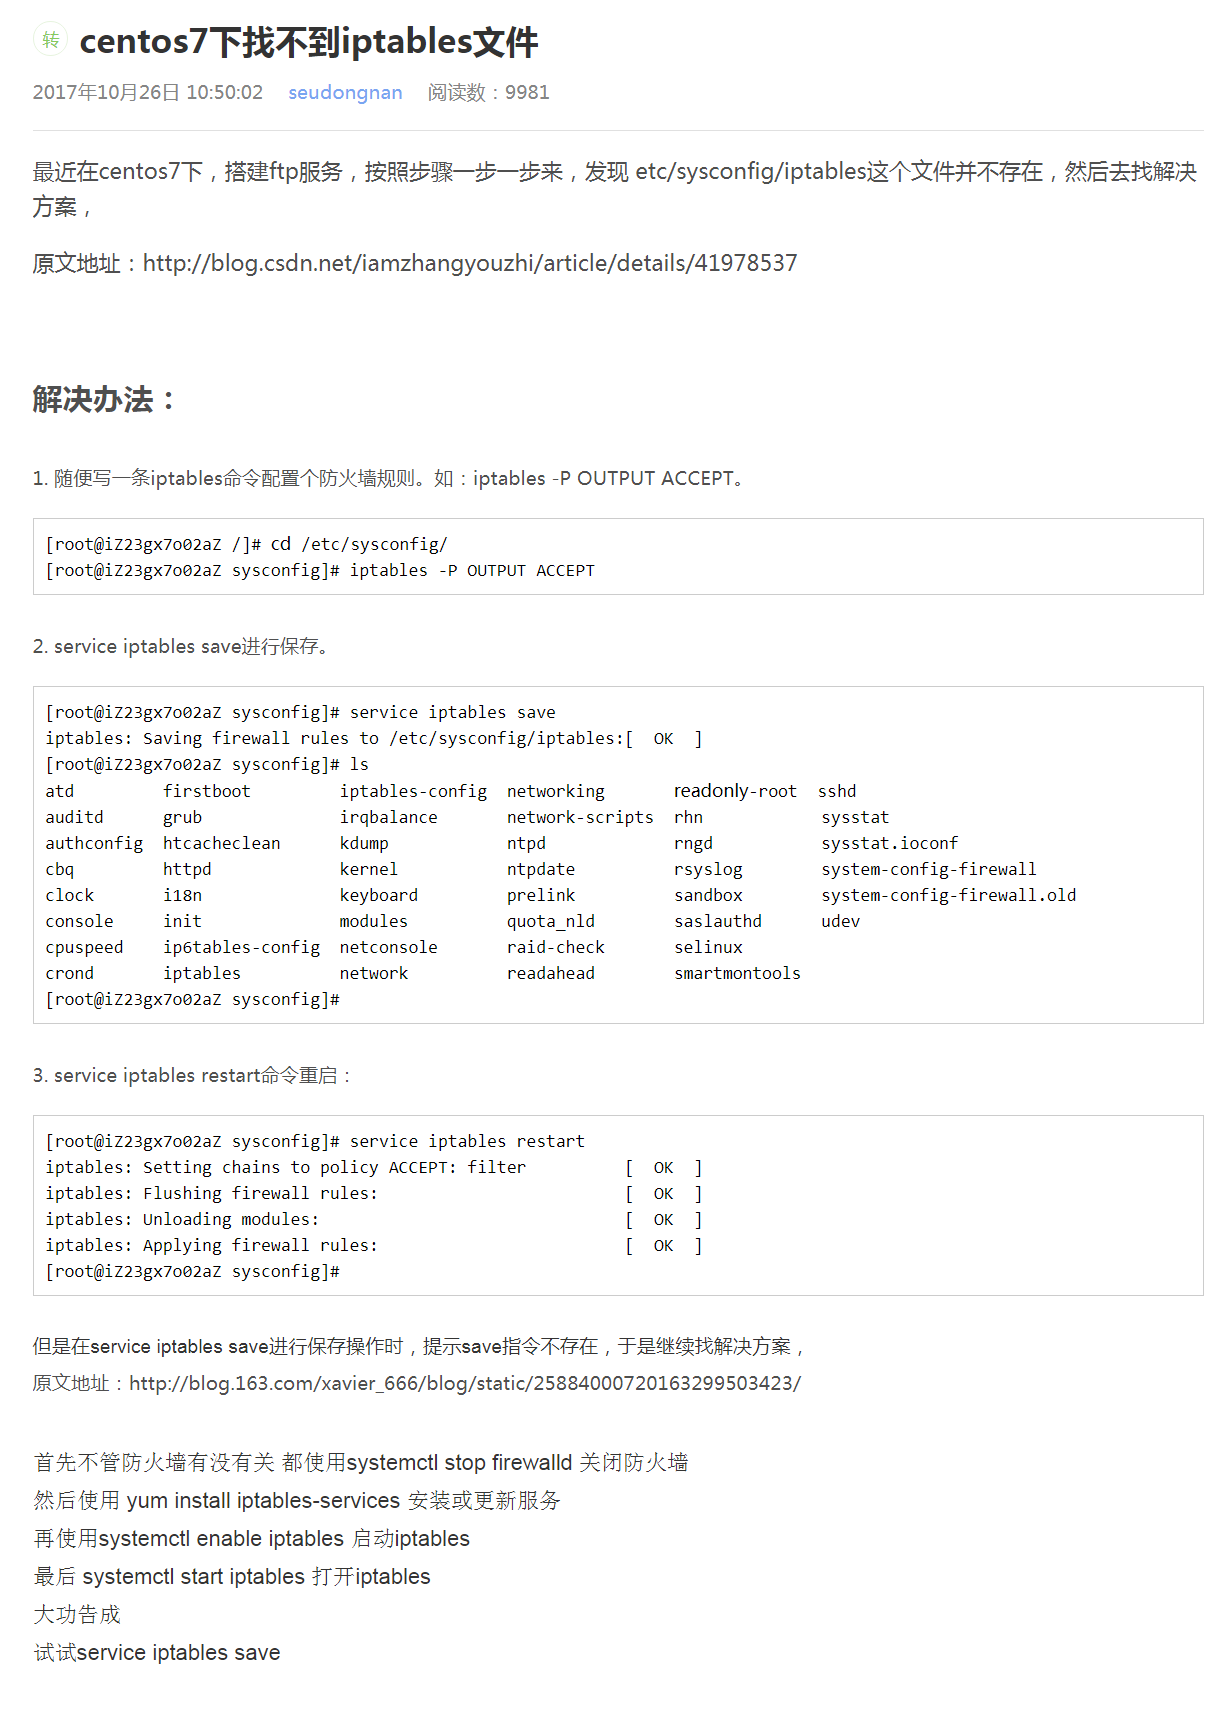 转 centos7下找不到iptables文件
2017年10月26日 10:50:02 seudongnan 阅读数：9981
最近在centos7下，搭建ftp服务，按照步骤一步一步来，发现 etc/sysconfig/iptables这个文件并不存在，然后去找解决
方案，
原文地址：http://blog.csdn.net/iamzhangyouzhi/article/details/41978537
解决办法：
1. 随便写一条iptables命令配置个防火墙规则。如：iptables -P OUTPUT ACCEPT。
[root@iZ23gx7o02aZ /]# cd /etc/sysconfig/
[root@iZ23gx7o02aZ sysconfig]# iptables -P OUTPUT ACCEPT
2. service iptables save进行保存。
[root@iZ23gx7o02aZ sysconfig]# service iptables save
iptables: Saving firewall rules to /etc/sysconfig/iptables:[  OK  ]
[root@iZ23gx7o02aZ sysconfig]# ls
atd         firstboot         iptables-config  networking       readonly-root  sshd
auditd      grub              irqbalance       network-scripts  rhn            sysstat
authconfig  htcacheclean      kdump            ntpd             rngd           sysstat.ioconf
cbq         httpd             kernel           ntpdate          rsyslog        system-config-firewall
clock       i18n              keyboard         prelink          sandbox        system-config-firewall.old
console     init              modules          quota_nld        saslauthd      udev
cpuspeed    ip6tables-config  netconsole       raid-check       selinux
crond       iptables          network          readahead        smartmontools
[root@iZ23gx7o02aZ sysconfig]#
3. service iptables restart命令重启：
[root@iZ23gx7o02aZ sysconfig]# service iptables restart
iptables: Setting chains to policy ACCEPT: filter          [  OK  ]
iptables: Flushing firewall rules:                         [  OK  ]
iptables: Unloading modules:                               [  OK  ]
iptables: Applying firewall rules:                         [  OK  ]
[root@iZ23gx7o02aZ sysconfig]#
但是在service iptables save进行保存操作时，提示save指令不存在，于是继续找解决方案，
原文地址：http://blog.163.com/xavier_666/blog/static/25884000720163299503423/
首先不管防火墙有没有关 都使用systemctl stop firewalld 关闭防火墙
然后使用 yum install iptables-services 安装或更新服务
再使用systemctl enable iptables 启动iptables
最后 systemctl start iptables 打开iptables
大功告成
试试service iptables save